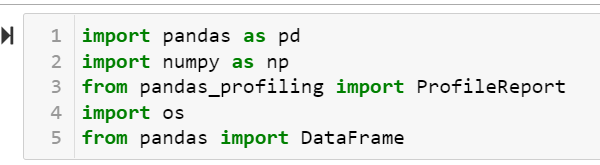 1 import pandas as pd
2 import numpy as np
3 from pandas_profiling import ProfileReport
4 import os
5 from pandas import DataFrame